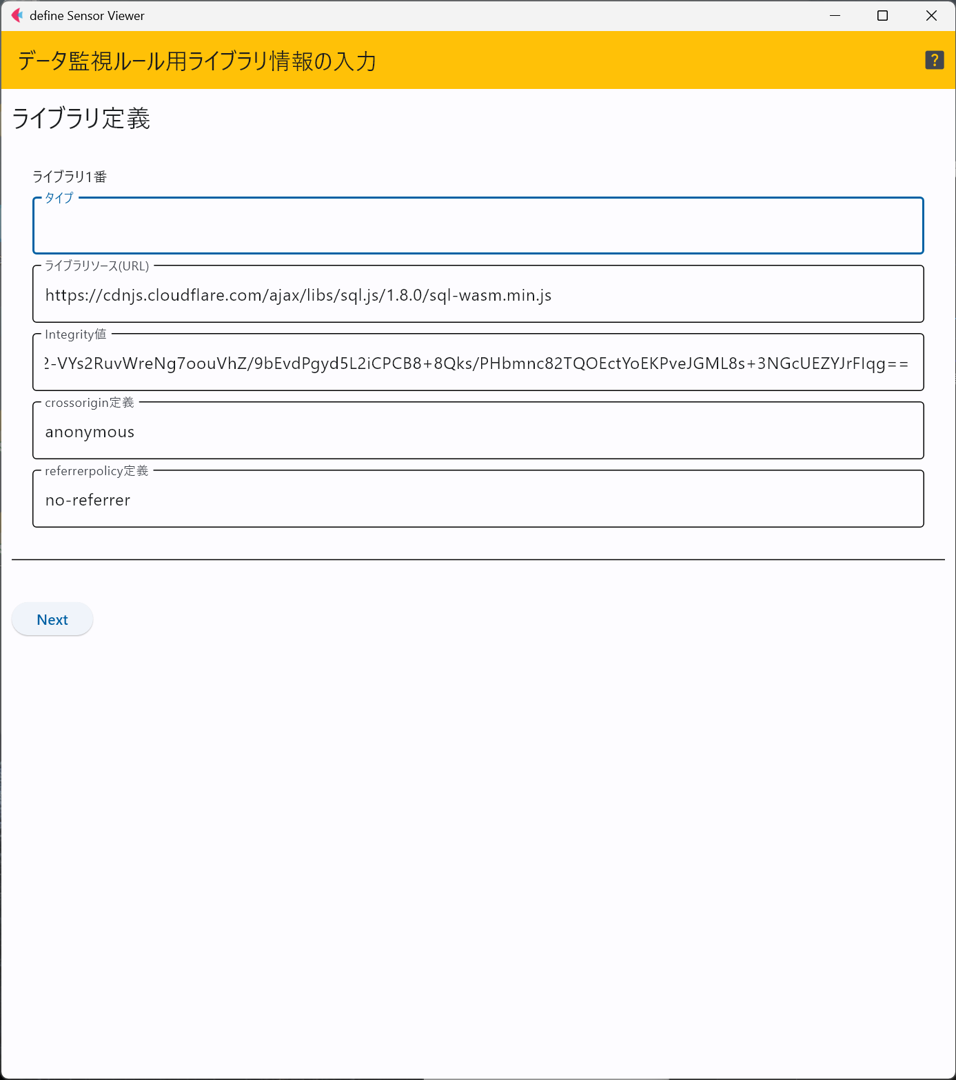 define Sensor Viewer
データ監視ルール用ライブラリ情報の入力
?
ライブラリ定義
ライブラリ1番
タイプ
ライブラリソース(URL)
https://cdnjs.cloudflare.com/ajax/libs/sql.js/1.8.0/sql-wasm.min.js
Integrity値
2-VYs2RuvWreNg7oouVhZ/9bEvdPgyd5L2iCPCB8+8Qks/PHbmnc82TQOEctYoEKPveJGML8s+3NGcUEZYJrFIqg==
crossorigin定義
anonymous
referrerpolicy定義
no-referrer
Next